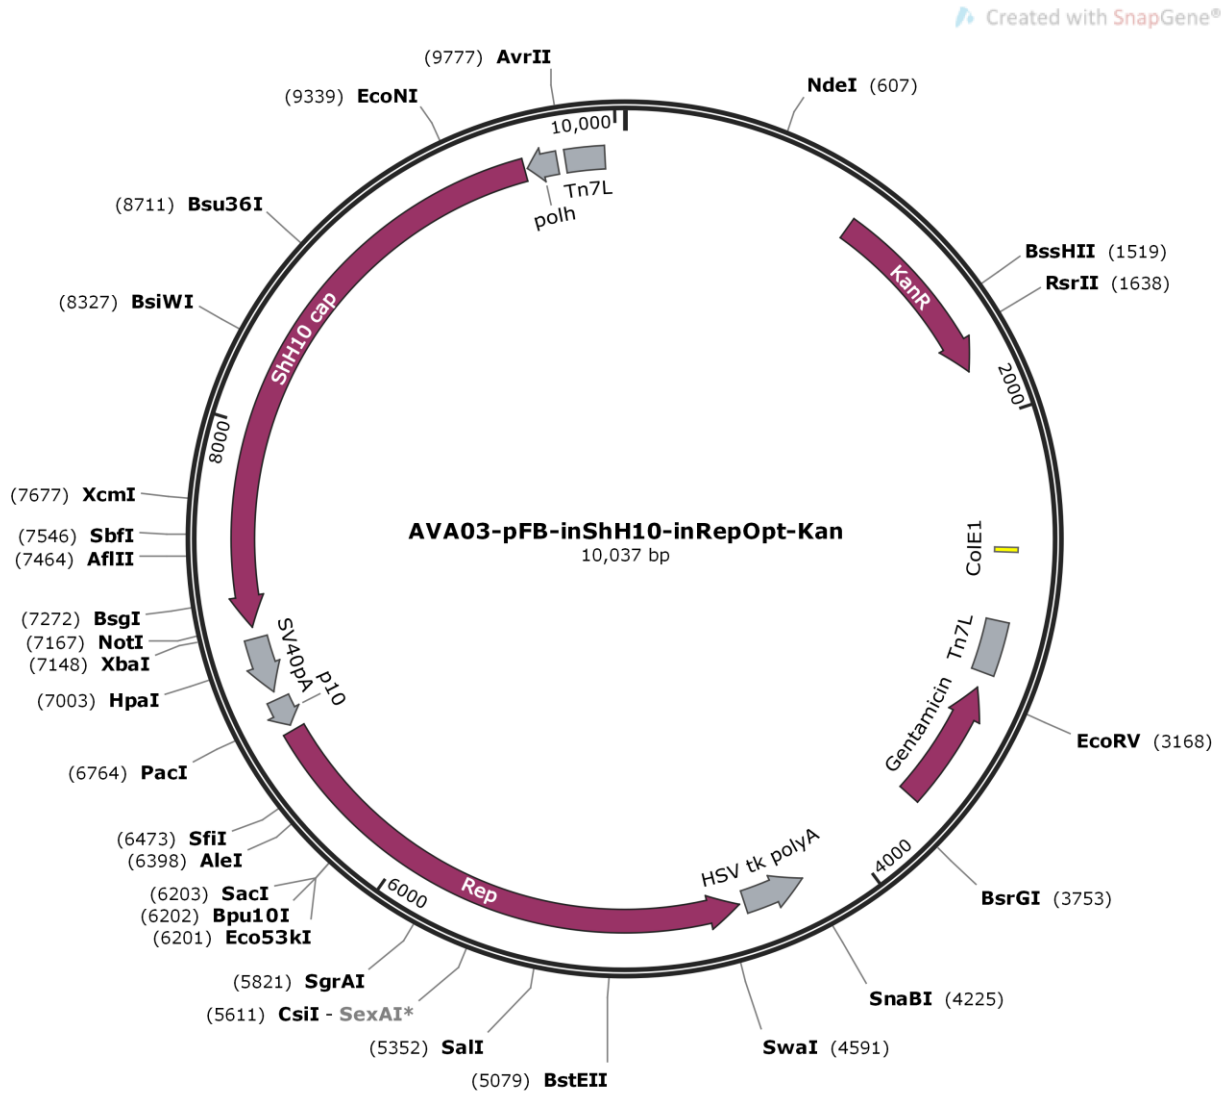 Created with SnapGene®
(9777) AvrII
(9339) EcoNI
NdeI (607)
10,000
Tn7L
polh
(8711) Bsu36I
BssHII (1519)
RsrII (1638)
KanR
(8327) BsiWI
ShH10 cap
2000
8000
(7677) XcmI
(7546) SbfI
(7464) AflII
AVA03-pFB-inShH10-inRepOpt-Kan
10,037 bp
ColE1
(7272) BsgI
(7167) NotI
(7148) XbaI
(7003) HpaI
SV40pA
p10
Tn7L
Gentamicin
EcoRV (3168)
(6764) PacI
(6473) SfiI
(6398) AleI
HSV tk polyA
4000
(6203) SacI
(6202) Bpu10I
(6201) Eco53kI
6000
Rep
BsrGI (3753)
(5821) SgrAI
(5611) CsiI - SexAI*
SnaBI (4225)
(5352) SalI
SwaI (4591)
(5079) BstEII